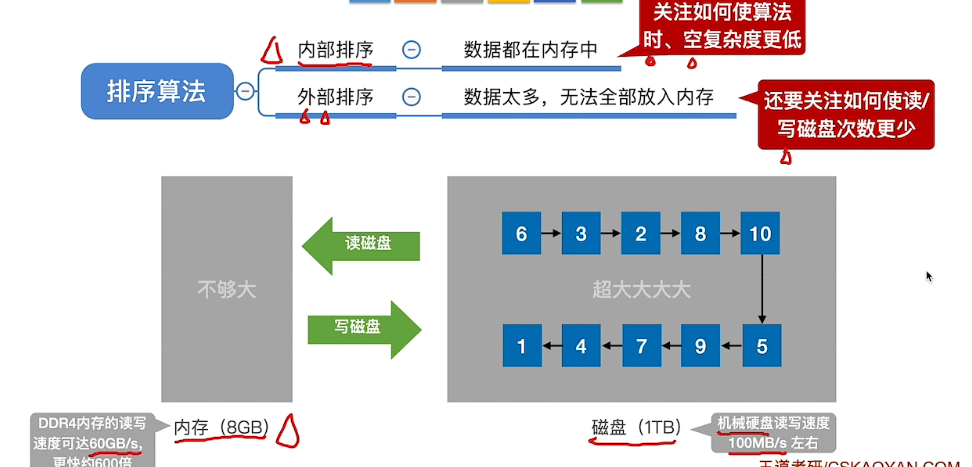 关注如何使算法
时、空复杂度更低
内部排序
数据都在内存中
排序算法
外部排序
数据太多，无法全部放入内存
还要关注如何使读/
写磁盘次数更少
读磁盘
写磁盘
不够大
6 3 2 8 10
超大大大大
1 4 7 9 5
DDR4内存的读写
速度可达60GB/s，
更快约600倍
内存（8GB）
磁盘（1TB）
机械硬盘读写速度
100MB/s 左右
王道考研/CSKAOYAN.COM